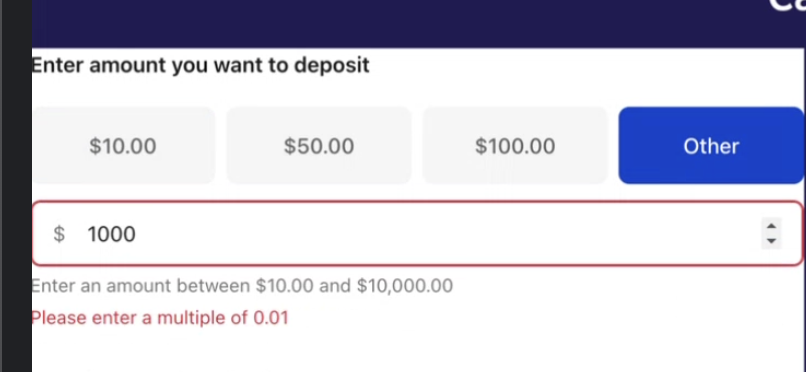 Enter amount you want to deposit
$10.00 $50.00 $100.00 Other
$ 1000
Enter an amount between $10.00 and $10,000.00
Please enter a multiple of 0.01